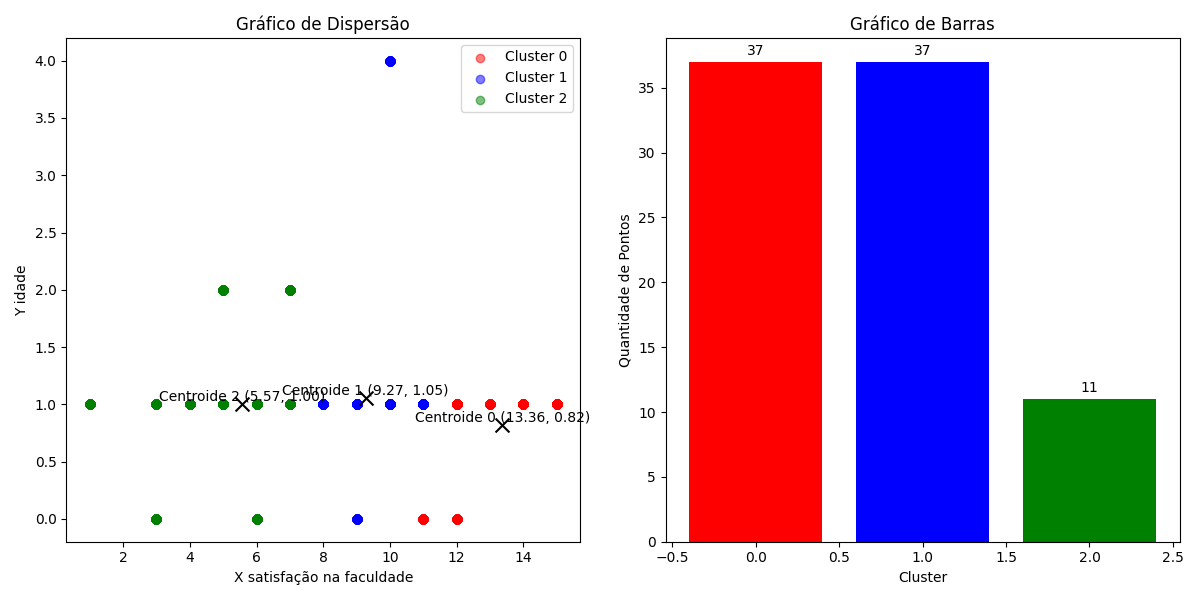 Gráfico de Dispersão
Cluster 0
Cluster 1
Cluster 2
4.0
3.5
3.0
2.5
2.0
1.5
1.0
0.5
0.0
Y idade
Centroide 2 (5.57, 1.00)
Centroide 1 (9.27, 1.05)
Centroide 0 (13.36, 0.82)
2 4 6 8 10 12 14
X satisfação na faculdade
Gráfico de Barras
37 37
11
35
30
25
20
15
10
5
0
Quantidade de Pontos
−0.5 0.0 0.5 1.0 1.5 2.0 2.5
Cluster